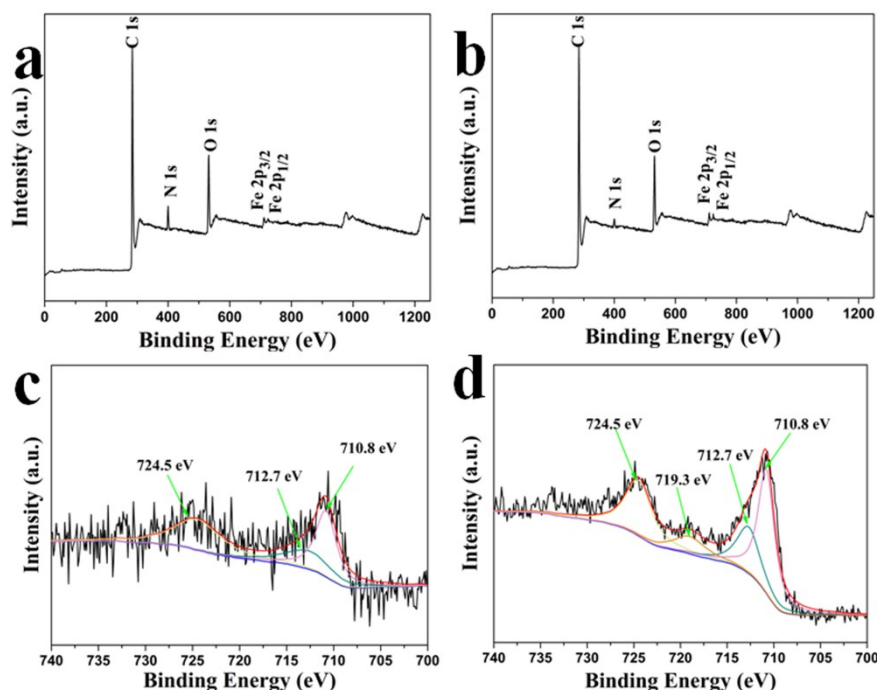 a
C 1s
N 1s
O 1s
Fe 2p3/2
Fe 2p1/2
Intensity (a.u.)
0 200 400 600 800 1000 1200
Binding Energy (eV)
b
C 1s
N 1s
O 1s
Fe 2p3/2
Fe 2p1/2
Intensity (a.u.)
0 200 400 600 800 1000 1200
Binding Energy (eV)
c
724.5 eV
712.7 eV
710.8 eV
Intensity (a.u.)
740 735 730 725 720 715 710 705 700
Binding Energy (eV)
d
724.5 eV
719.3 eV
712.7 eV
710.8 eV
Intensity (a.u.)
740 735 730 725 720 715 710 705 700
Binding Energy (eV)